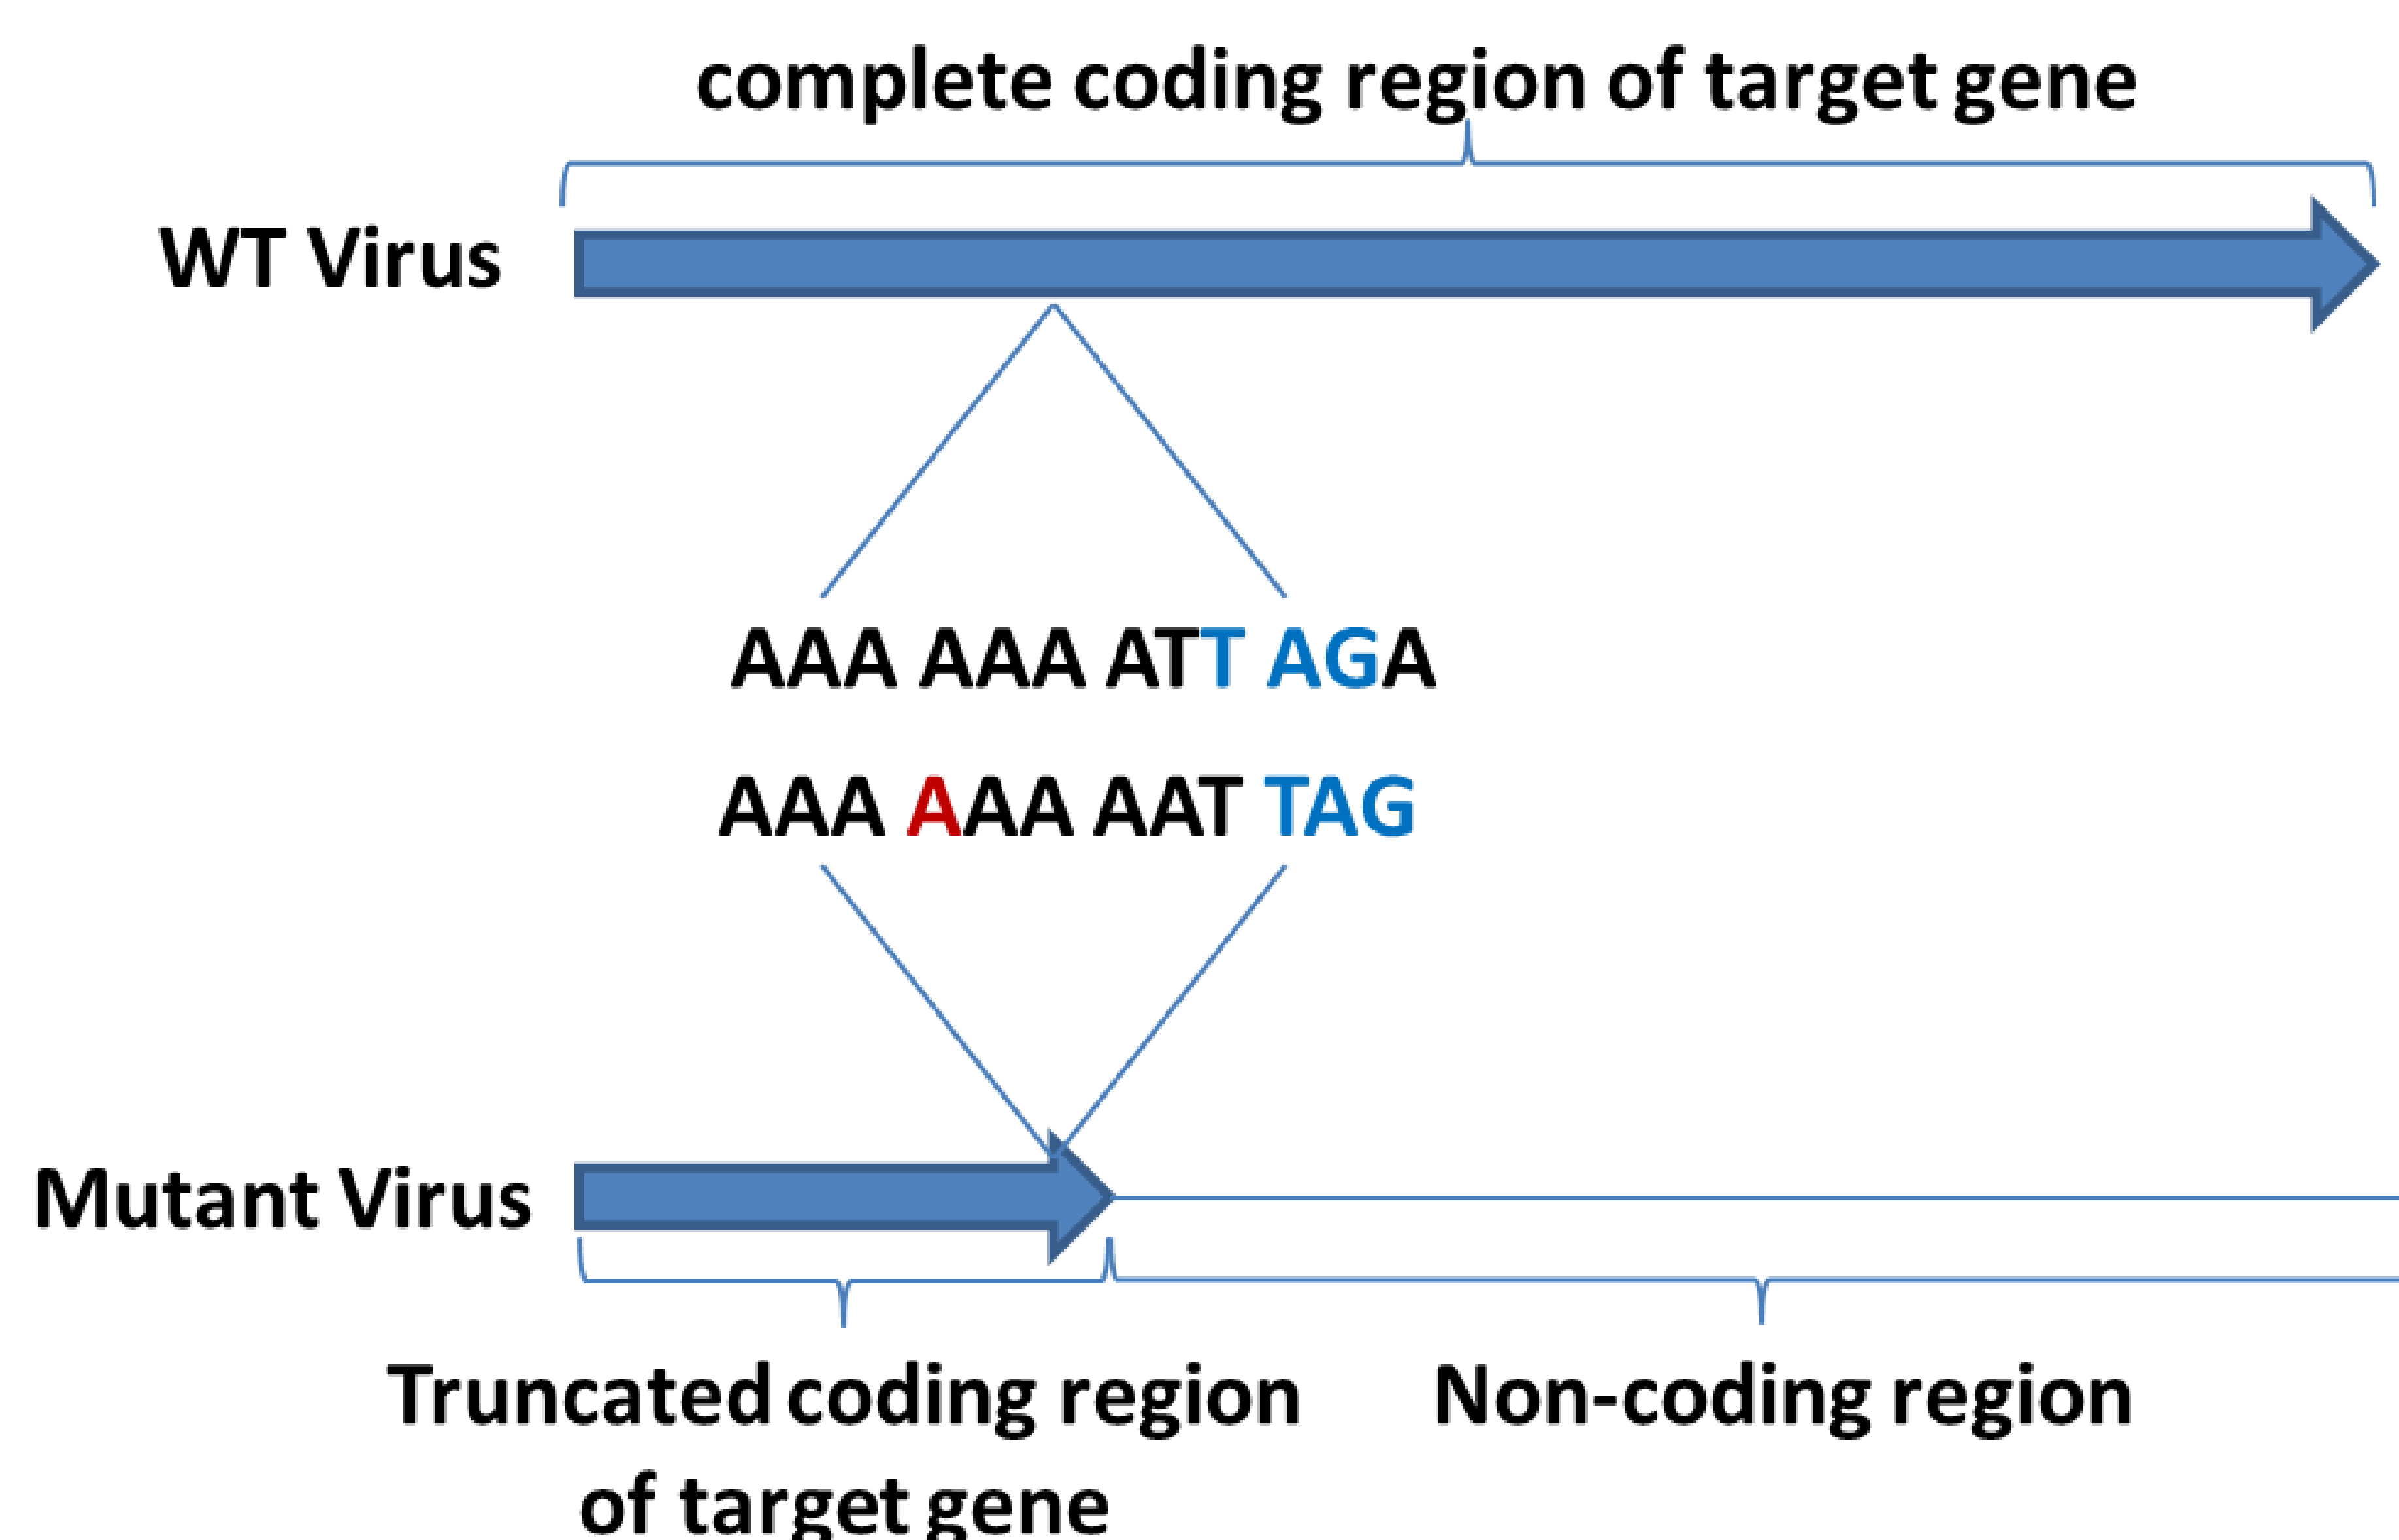 complete coding region of target gene
WT Virus
AAA AAA ATT AGA
AAA AAA AAT TAG
Mutant Virus
Truncated coding region
of target gene
Non-coding region